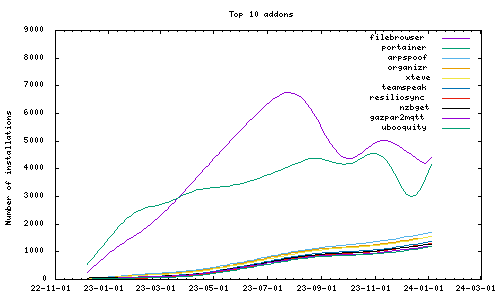 Top 10 addons
Number of installations
9000
8000
7000
6000
5000
4000
3000
2000
1000
0
filebrowser
portainer
arpspoof
organizr
xteve
teamspeak
resiliosync
nzbget
gazpar2mqtt
ubooquity
22-11-01 23-01-01 23-03-01 23-05-01 23-07-01 23-09-01 23-11-01 24-01-01 24-03-01